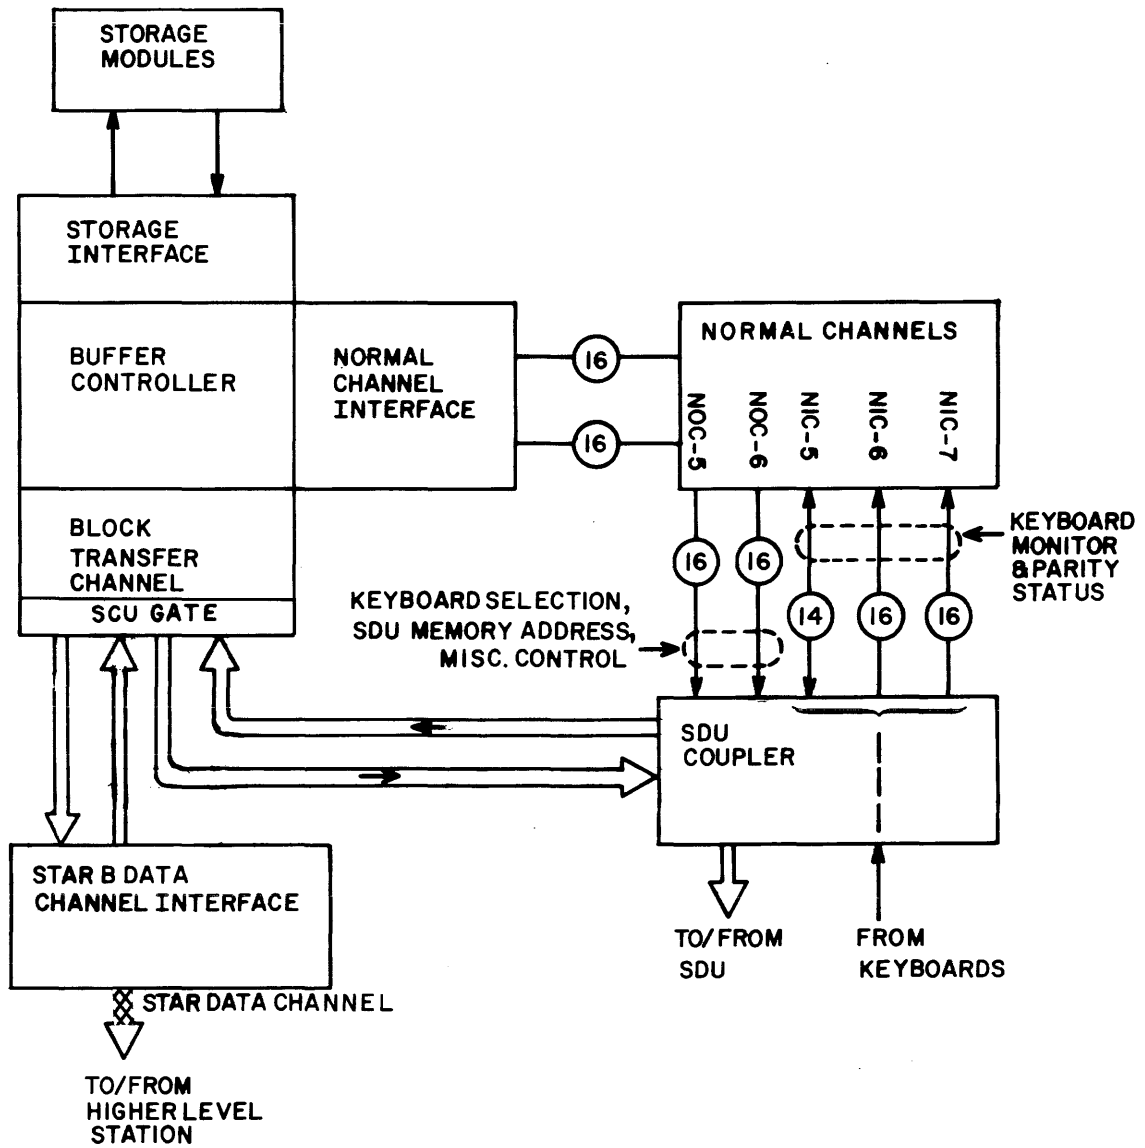 STORAGE
MODULES
STORAGE
INTERFACE
BUFFER
CONTROLLER
NORMAL
CHANNEL
INTERFACE
16
16
NORMAL CHANNELS
NOC-5
NOC-6
NIC-5
NIC-6
NIC-7
BLOCK
TRANSFER
CHANNEL
SCU GATE
KEYBOARD
MONITOR
& PARITY
STATUS
16
16
14
16
16
KEYBOARD SELECTION,
SDU MEMORY ADDRESS,
MISC. CONTROL
SDU
COUPLER
STAR B DATA
CHANNEL INTERFACE
TO/FROM
SDU
FROM
KEYBOARDS
STAR DATA CHANNEL
TO/FROM
HIGHER LEVEL
STATION